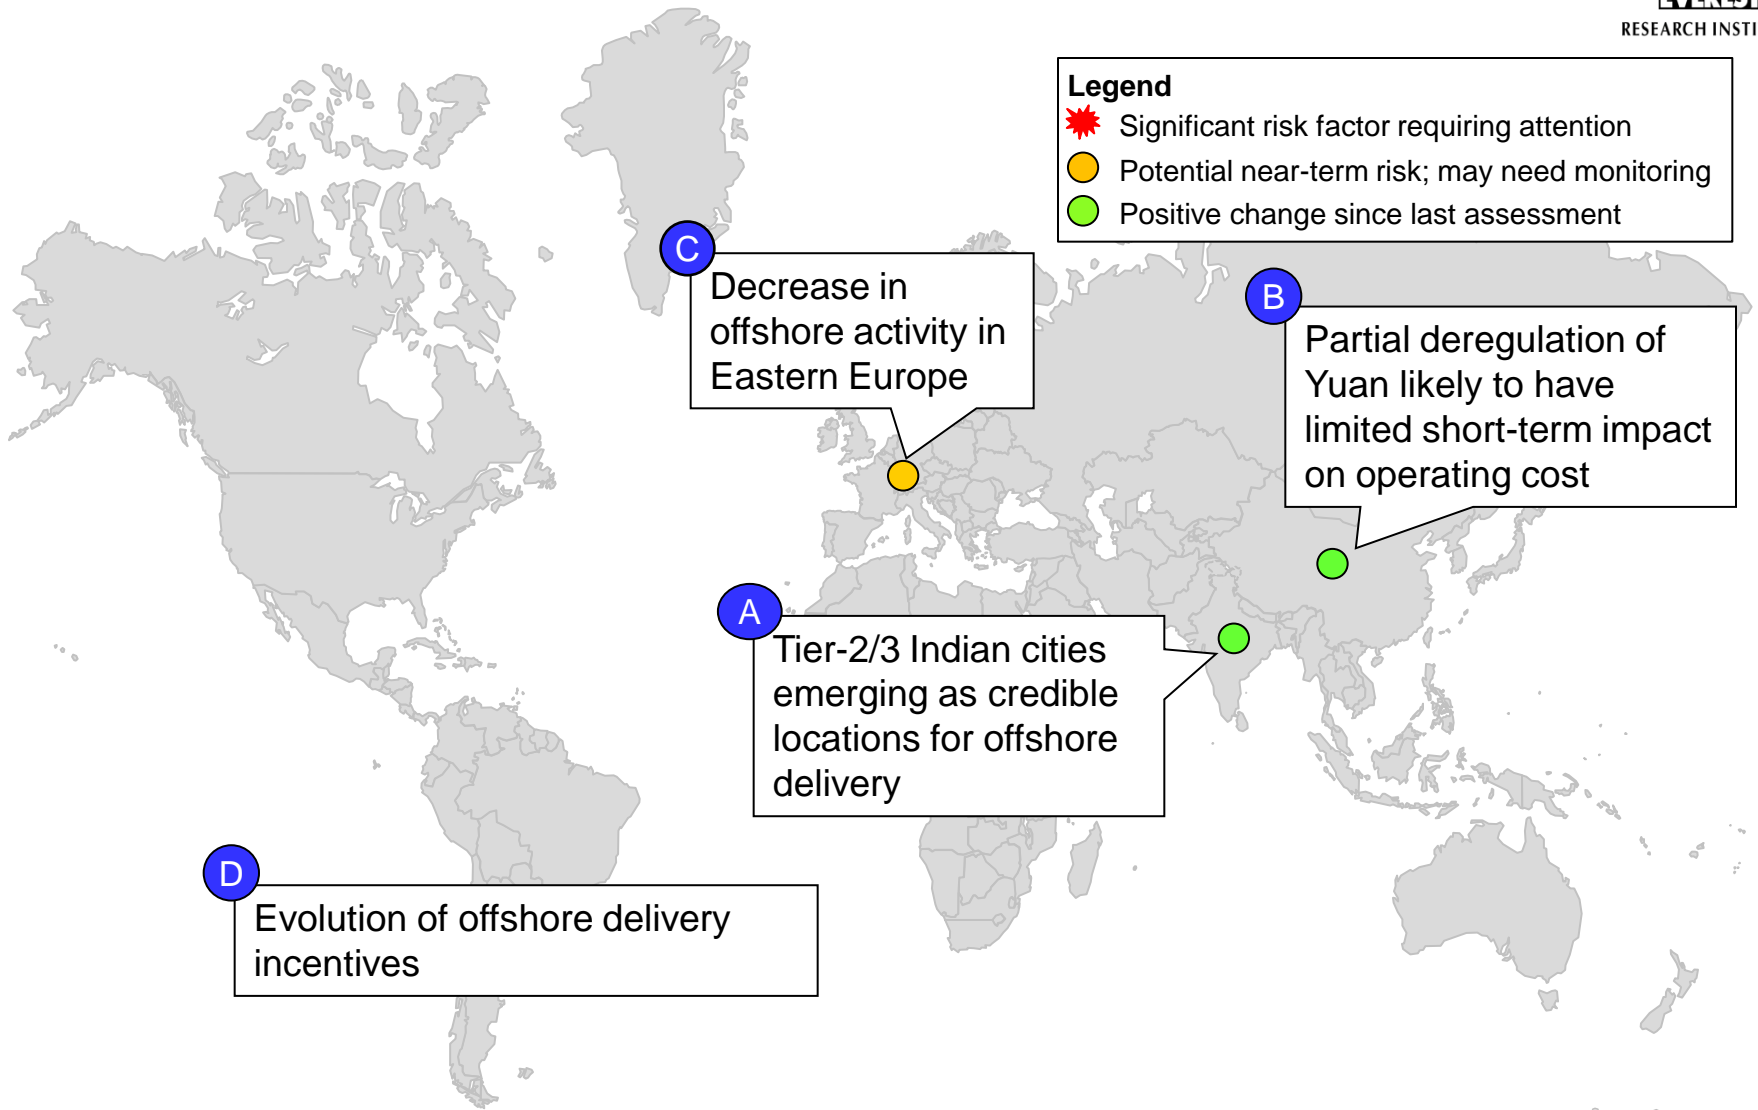 RESEARCH INSTI
Legend
Significant risk factor requiring attention
Potential near-term risk; may need monitoring
Positive change since last assessment
C
Decrease in
offshore activity in
Eastern Europe
B
Partial deregulation of
Yuan likely to have
limited short-term impact
on operating cost
A
Tier-2/3 Indian cities
emerging as credible
locations for offshore
delivery
D
Evolution of offshore delivery
incentives